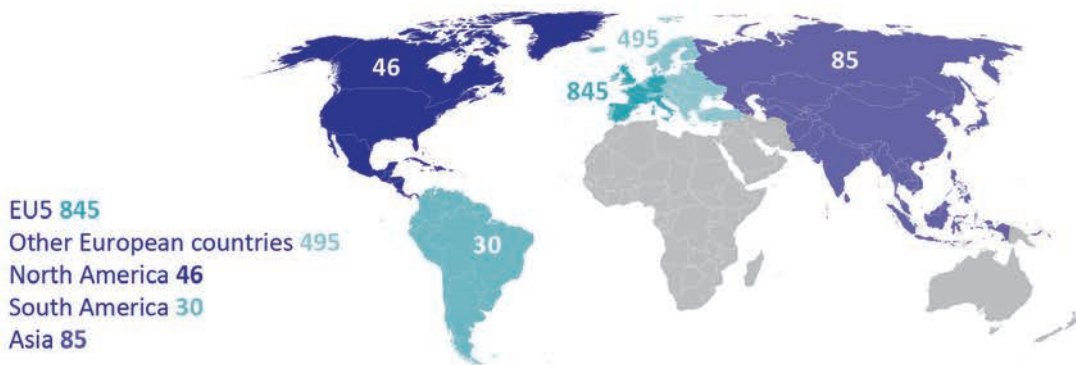 495
46
85
845
EU5 845
Other European countries 495
North America 46
South America 30
Asia 85
30